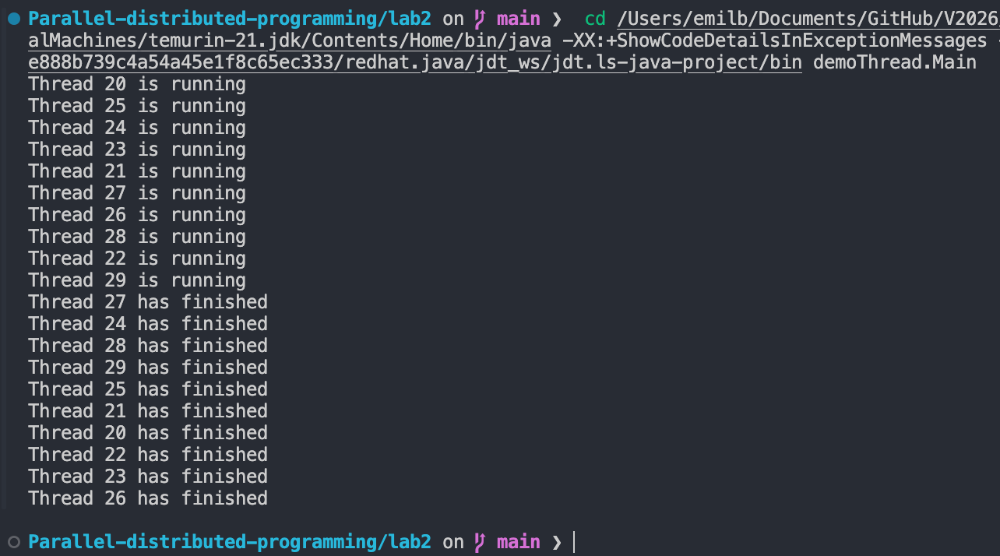 Parallel-distributed-programming/lab2 on main ❯ cd /Users/emilb/Documents/GitHub/V2026
alMachines/temurin-21.jdk/Contents/Home/bin/java -XX:+ShowCodeDetailsInExceptionMessages
e888b739c4a54a45e1f8c65ec333/redhat.java/jdt_ws/jdt.ls-java-project/bin demoThread.Main
Thread 20 is running
Thread 25 is running
Thread 24 is running
Thread 23 is running
Thread 21 is running
Thread 27 is running
Thread 26 is running
Thread 28 is running
Thread 22 is running
Thread 29 is running
Thread 27 has finished
Thread 24 has finished
Thread 28 has finished
Thread 29 has finished
Thread 25 has finished
Thread 21 has finished
Thread 20 has finished
Thread 22 has finished
Thread 23 has finished
Thread 26 has finished
Parallel-distributed-programming/lab2 on main ❯